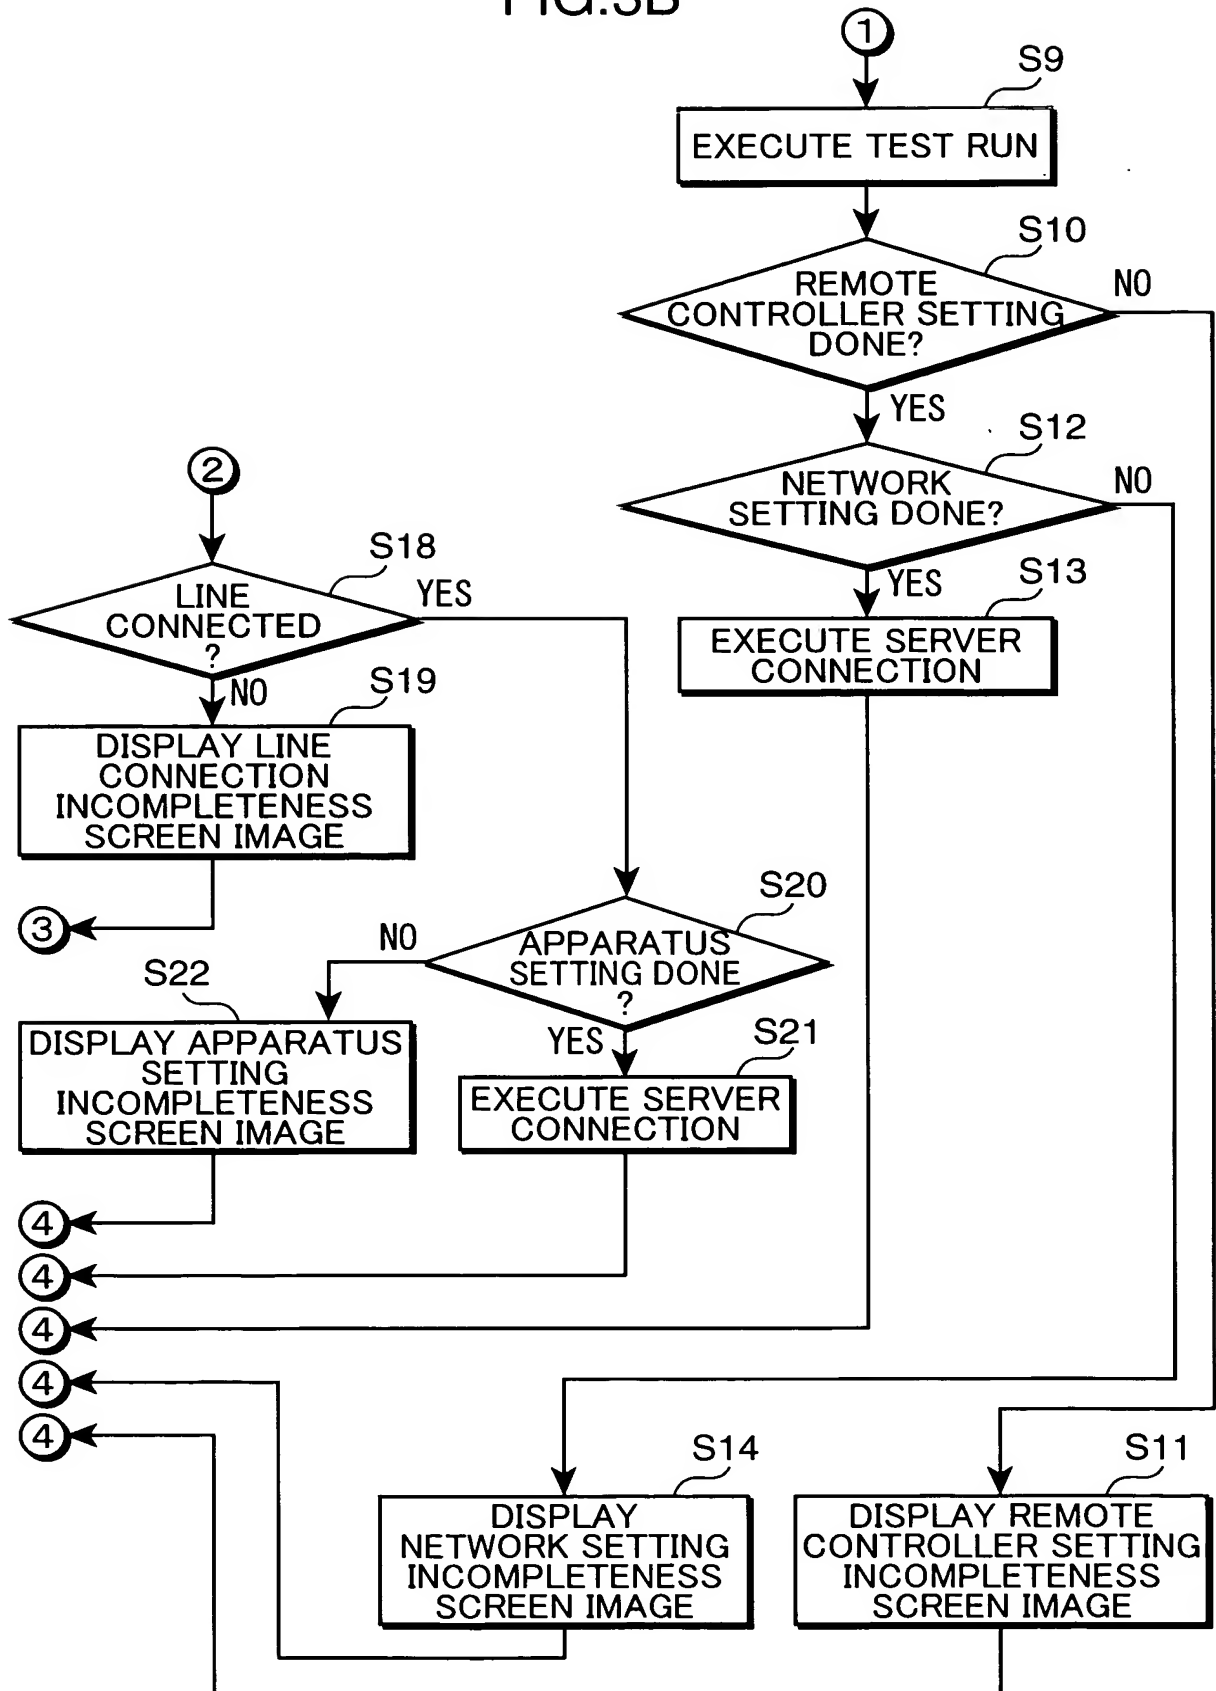 FIG.3B
1
S9
EXECUTE TEST RUN
S10
REMOTE
CONTROLLER SETTING
DONE?
NO
YES
S12
NETWORK
SETTING DONE?
NO
YES
S13
EXECUTE SERVER
CONNECTION
2
S18
LINE
CONNECTED
?
YES
NO
S19
DISPLAY LINE
CONNECTION
INCOMPLETENESS
SCREEN IMAGE
3
S20
APPARATUS
SETTING DONE
?
NO
YES
S22
DISPLAY APPARATUS
SETTING
INCOMPLETENESS
SCREEN IMAGE
S21
EXECUTE SERVER
CONNECTION
4
4
4
4
4
S14
DISPLAY
NETWORK SETTING
INCOMPLETENESS
SCREEN IMAGE
S11
DISPLAY REMOTE
CONTROLLER SETTING
INCOMPLETENESS
SCREEN IMAGE